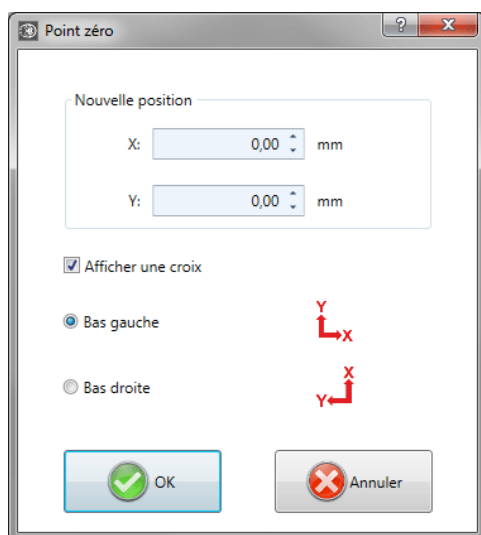 Point zéro
?
Nouvelle position
X: 0,00 mm
Y: 0,00 mm
Afficher une croix
Bas gauche
Y
X
Bas droite
X
Y
OK
Annuler